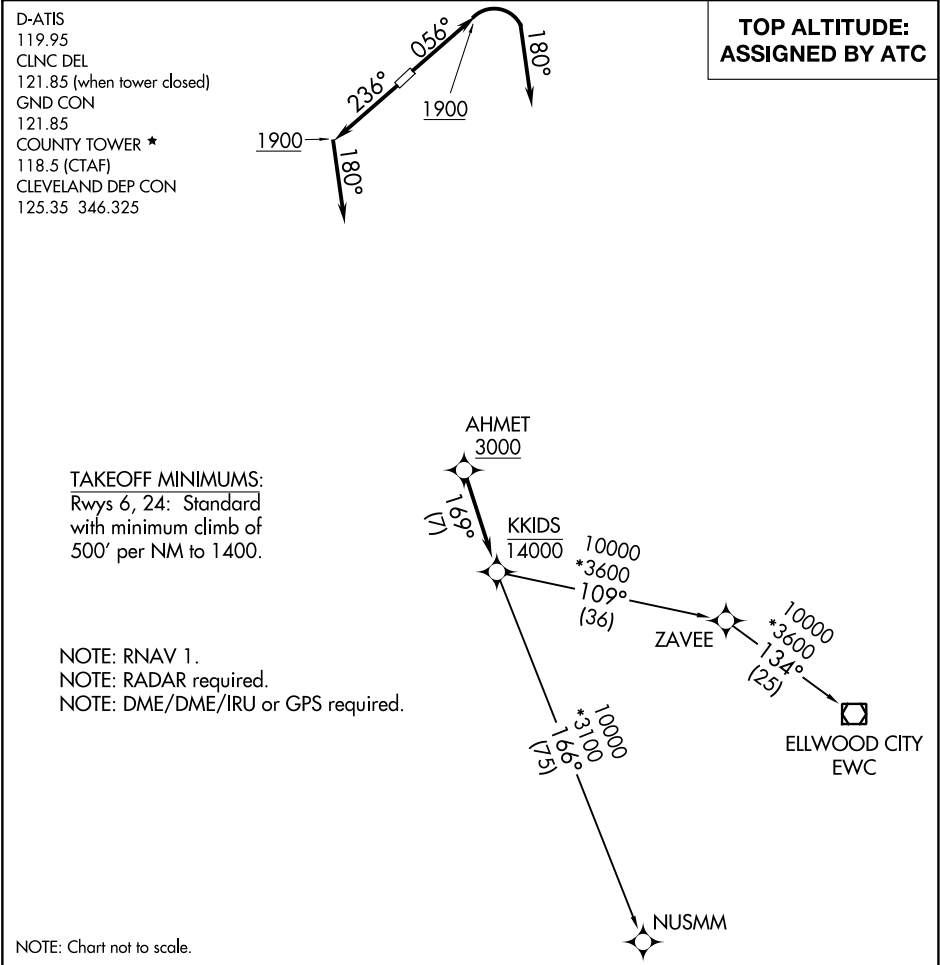 D-ATIS
119.95
CLNC DEL
121.85 (when tower closed)
GND CON
121.85
COUNTY TOWER ★
118.5 (CTAF)
CLEVELAND DEP CON
125.35 346.325
TOP ALTITUDE:
ASSIGNED BY ATC
236°
056°
180°
1900
1900
180°
TAKEOFF MINIMUMS:
Rwys 6, 24: Standard
with minimum climb of
500' per NM to 1400.
AHMET
3000
169°
(7)
KKIDS
14000
10000
*3600
109°
(36)
ZAVEE
10000
*3600
134°
(25)
ELLWOOD CITY
EWC
NOTE: RNAV 1.
NOTE: RADAR required.
NOTE: DME/DME/IRU or GPS required.
10000
*3100
166°
(75)
NUSMM
NOTE: Chart not to scale.